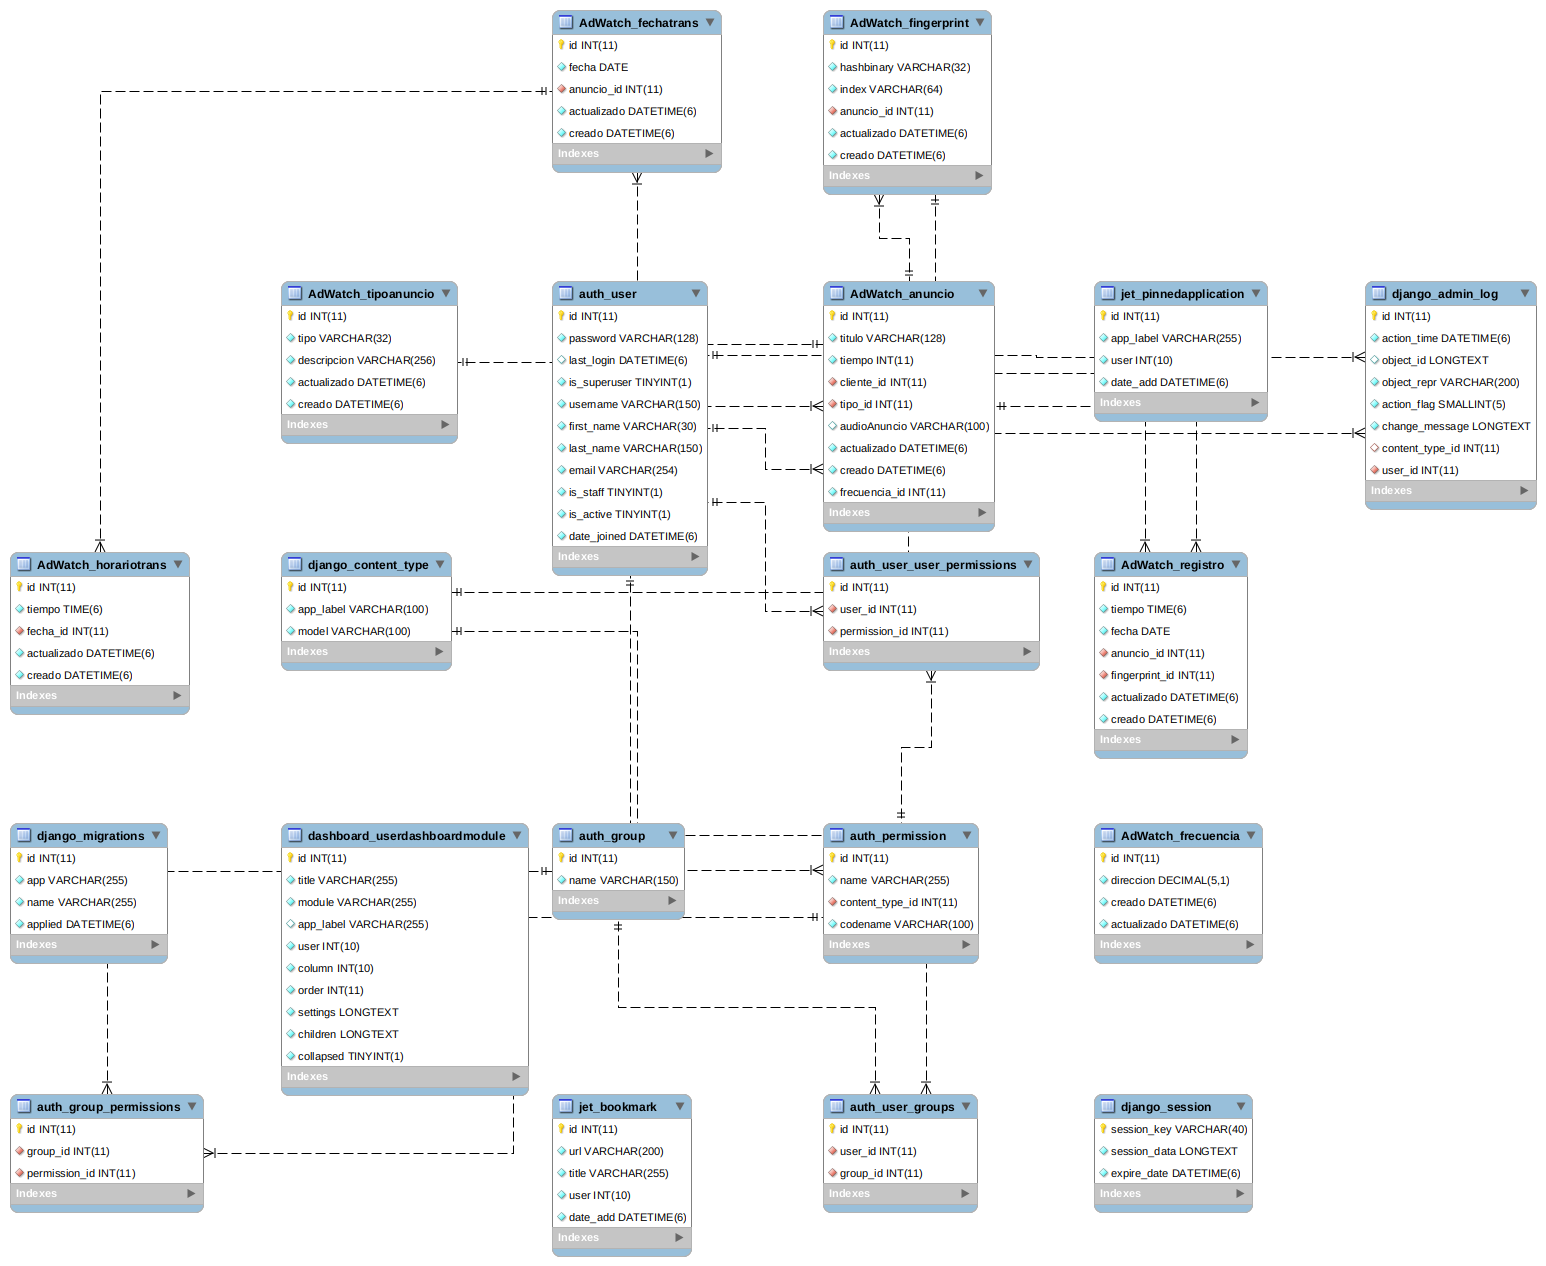 AdWatch_fechatrans
id INT(11)
fecha DATE
anuncio_id INT(11)
actualizado DATETIME(6)
creado DATETIME(6)
Indexes
AdWatch_fingerprint
id INT(11)
hashbinary VARCHAR(32)
index VARCHAR(64)
anuncio_id INT(11)
actualizado DATETIME(6)
creado DATETIME(6)
Indexes
AdWatch_tipoanuncio
id INT(11)
tipo VARCHAR(32)
descripcion VARCHAR(256)
actualizado DATETIME(6)
creado DATETIME(6)
Indexes
auth_user
id INT(11)
password VARCHAR(128)
last_login DATETIME(6)
is_superuser TINYINT(1)
username VARCHAR(150)
first_name VARCHAR(30)
last_name VARCHAR(150)
email VARCHAR(254)
is_staff TINYINT(1)
is_active TINYINT(1)
date_joined DATETIME(6)
Indexes
AdWatch_anuncio
id INT(11)
titulo VARCHAR(128)
tiempo INT(11)
cliente_id INT(11)
tipo_id INT(11)
audioAnuncio VARCHAR(100)
actualizado DATETIME(6)
creado DATETIME(6)
frecuencia_id INT(11)
Indexes
jet_pinnedapplication
id INT(11)
app_label VARCHAR(255)
user INT(10)
date_add DATETIME(6)
Indexes
django_admin_log
id INT(11)
action_time DATETIME(6)
object_id LONGTEXT
object_repr VARCHAR(200)
action_flag SMALLINT(5)
change_message LONGTEXT
content_type_id INT(11)
user_id INT(11)
Indexes
AdWatch_horariotrans
id INT(11)
tiempo TIME(6)
fecha_id INT(11)
actualizado DATETIME(6)
creado DATETIME(6)
Indexes
django_content_type
id INT(11)
app_label VARCHAR(100)
model VARCHAR(100)
Indexes
auth_user_user_permissions
id INT(11)
user_id INT(11)
permission_id INT(11)
Indexes
AdWatch_registro
id INT(11)
tiempo TIME(6)
fecha DATE
anuncio_id INT(11)
fingerprint_id INT(11)
actualizado DATETIME(6)
creado DATETIME(6)
Indexes
django_migrations
id INT(11)
app VARCHAR(255)
name VARCHAR(255)
applied DATETIME(6)
Indexes
dashboard_userdashboardmodule
id INT(11)
title VARCHAR(255)
module VARCHAR(255)
app_label VARCHAR(255)
user INT(10)
column INT(10)
order INT(11)
settings LONGTEXT
children LONGTEXT
collapsed TINYINT(1)
Indexes
auth_group
id INT(11)
name VARCHAR(150)
Indexes
auth_permission
id INT(11)
name VARCHAR(255)
content_type_id INT(11)
codename VARCHAR(100)
Indexes
AdWatch_frecuencia
id INT(11)
direccion DECIMAL(5,1)
creado DATETIME(6)
actualizado DATETIME(6)
Indexes
auth_group_permissions
id INT(11)
group_id INT(11)
permission_id INT(11)
Indexes
jet_bookmark
id INT(11)
url VARCHAR(200)
title VARCHAR(255)
user INT(10)
date_add DATETIME(6)
Indexes
auth_user_groups
id INT(11)
user_id INT(11)
group_id INT(11)
Indexes
django_session
session_key VARCHAR(40)
session_data LONGTEXT
expire_date DATETIME(6)
Indexes